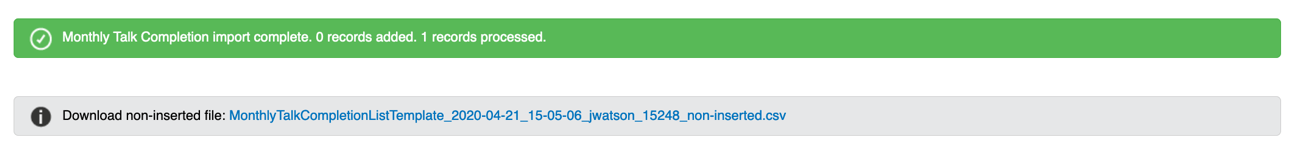 Monthly Talk Completion import complete. 0 records added. 1 records processed.
Download non-inserted file: MonthlyTalkCompletionListTemplate_2020-04-21_15-05-06_jwatson_15248_non-inserted.csv